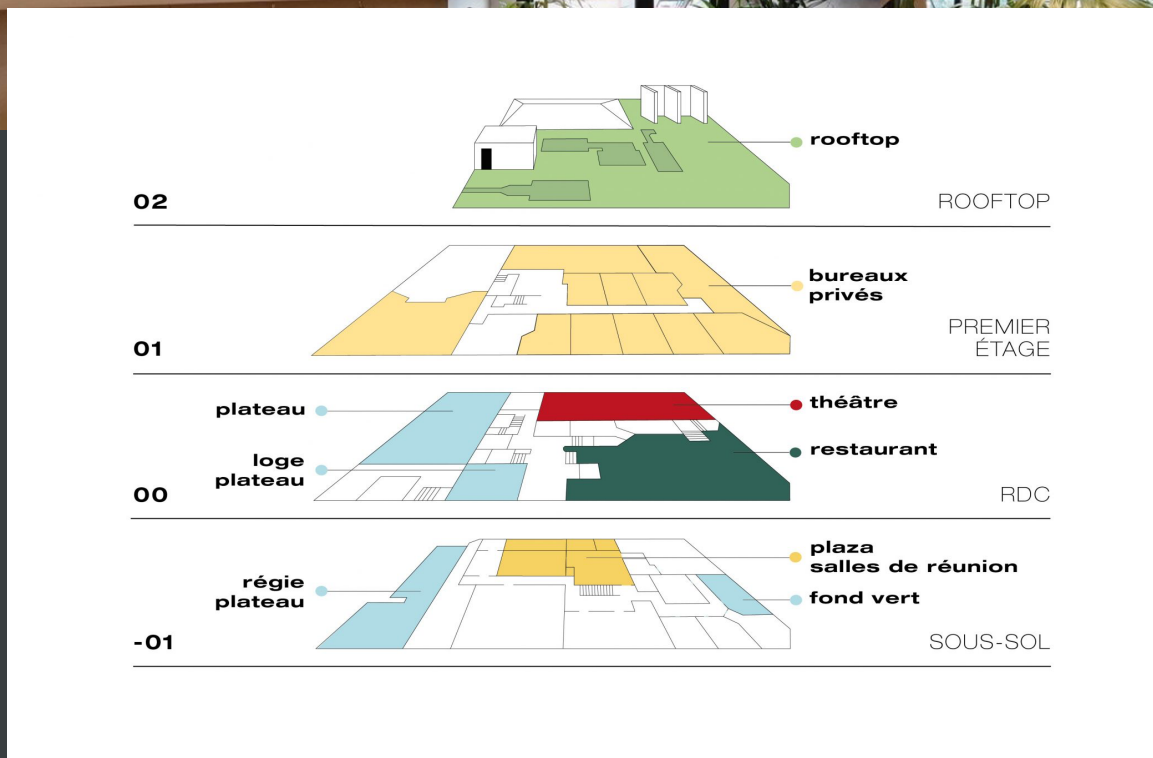 rooftop
02
ROOFTOP
bureaux
privés
01
PREMIER
ÉTAGE
plateau
théâtre
loge
plateau
restaurant
00
RDC
régie
plateau
plaza
salles de réunion
fond vert
-01
SOUS-SOL